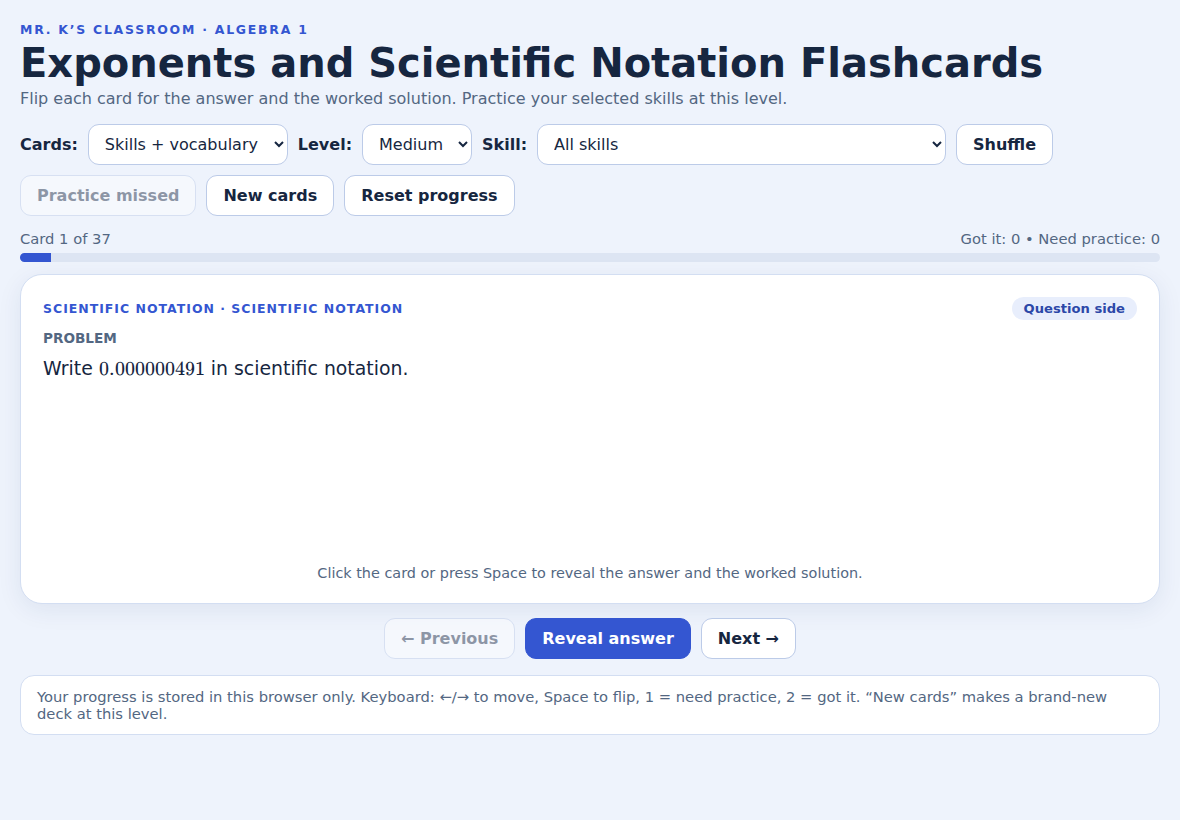 MR. K’S CLASSROOM · ALGEBRA 1
Exponents and Scientific Notation Flashcards
Flip each card for the answer and the worked solution. Practice your selected skills at this level.
Cards: Skills + vocabulary Level: Medium Skill: All skills Shuffle
Practice missed New cards Reset progress
Card 1 of 37 Got it: 0 • Need practice: 0
SCIENTIFIC NOTATION · SCIENTIFIC NOTATION Question side
PROBLEM
Write 0.000000491 in scientific notation.
Click the card or press Space to reveal the answer and the worked solution.
← Previous Reveal answer Next →
Your progress is stored in this browser only. Keyboard: ←/→ to move, Space to flip, 1 = need practice, 2 = got it. “New cards” makes a brand-new
deck at this level.